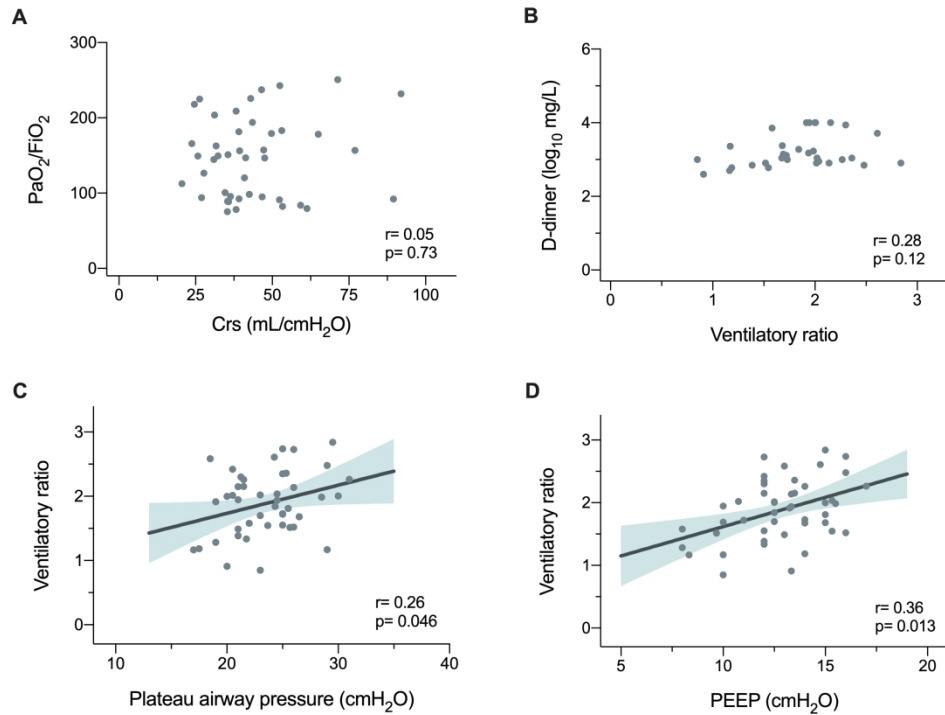 A
PaO₂/FiO₂
300
200
100
0
0 25 50 75 100
r= 0.05
p= 0.73
Crs (mL/cmH₂O)
B
D-dimer (log₁₀ mg/L)
6
4
2
0
0 1 2 3
r= 0.28
p= 0.12
Ventilatory ratio
C
Ventilatory ratio
3
2
1
0
10 20 30 40
r= 0.26
p= 0.046
Plateau airway pressure (cmH₂O)
D
Ventilatory ratio
3
2
1
0
5 10 15 20
r= 0.36
p= 0.013
PEEP (cmH₂O)